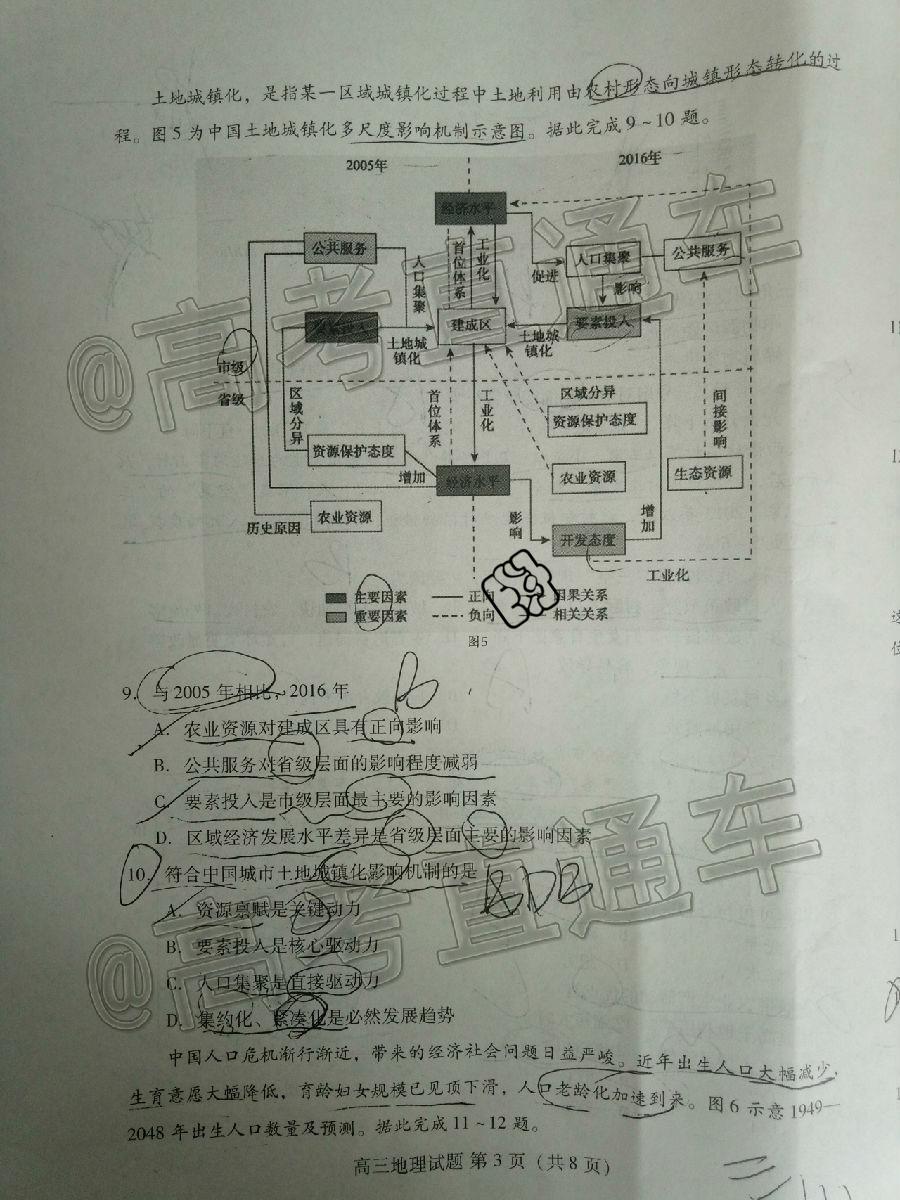 土地城镇化，是指某一区域城镇化过程中土地利用由农村形态向城镇形态转化的过
程。图5为中国土地城镇化多尺度影响机制示意图。据此完成9～10题。
2005年
2016年
经济水平
公共服务
人口集聚
首位体系
工业化
促进
人口集聚
公共服务
影响
建成区
要素投入
土地城
镇化
土地城
镇化
市级
省级
区域分异
首位体系
工业化
区域分异
资源保护态度
间接影响
资源保护态度
增加
经济水平
农业资源
生态资源
历史原因
农业资源
影响
开发态度
增加
工业化
主要因素
正向
因果关系
重要因素
负向
相关关系
图5
9．与2005年相比，2016年
A．农业资源对建成区具有正向影响
B．公共服务对省级层面的影响程度减弱
C．要素投入是市级层面最主要的影响因素
D．区域经济发展水平差异是省级层面主要的影响因素
10．符合中国城市土地城镇化影响机制的是
A．资源禀赋是关键动力
B．要素投入是核心驱动力
C．人口集聚是直接驱动力
D．集约化、紧凑化是必然发展趋势
中国人口危机渐行渐近，带来的经济社会问题日益严峻。近年出生人口大幅减少，
生育意愿大幅降低，育龄妇女规模已见顶下滑，人口老龄化加速到来。图6示意1949—
2048年出生人口数量及预测。据此完成11～12题。
高三地理试题 第3页（共8页）
@高考直通车
@高考直通车